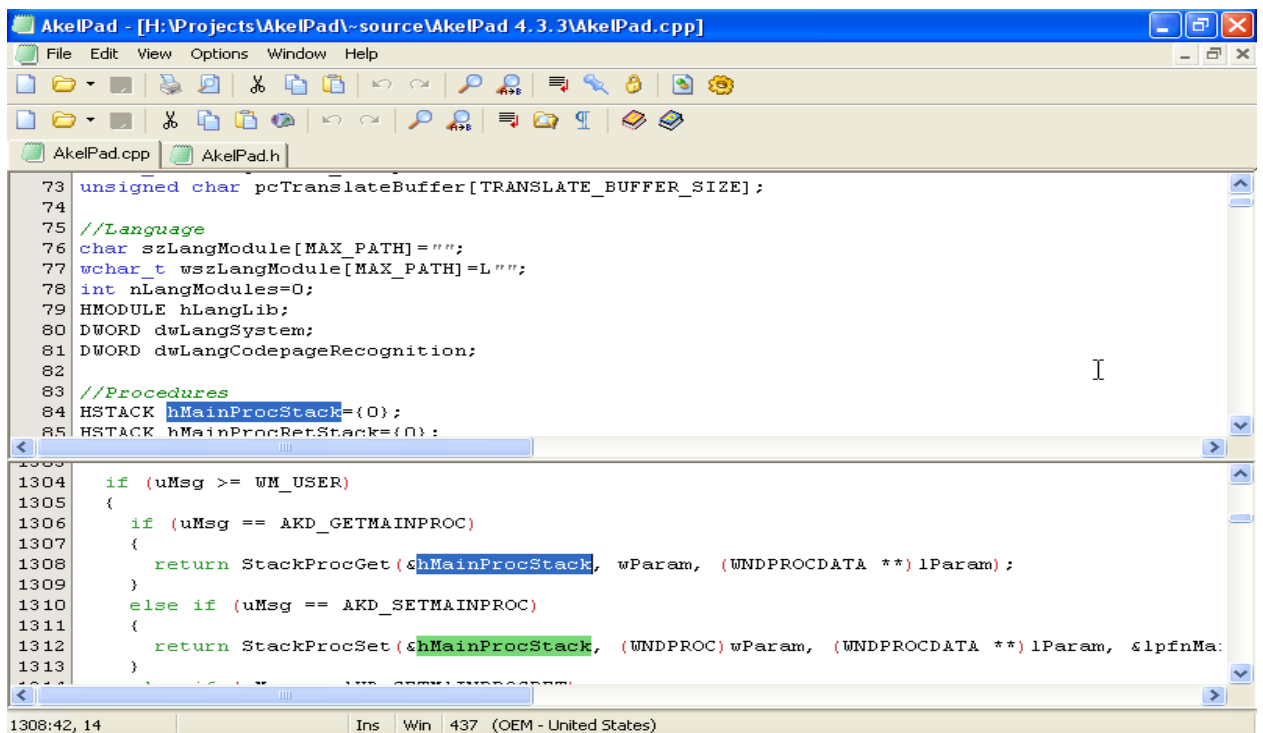 AkelPad - [H:\Projects\AkelPad\~source\AkelPad 4.3.3\AkelPad.cpp]
File Edit View Options Window Help
AkelPad.cpp AkelPad.h
73 unsigned char pcTranslateBuffer[TRANSLATE_BUFFER_SIZE];
74
75 //Language
76 char szLangModule[MAX_PATH]="";
77 wchar_t wszLangModule[MAX_PATH]=L"";
78 int nLangModules=0;
79 HMODULE hLangLib;
80 DWORD dwLangSystem;
81 DWORD dwLangCodepageRecognition;
82
83 //Procedures
84 HSTACK hMainProcStack={0};
85 HSTACK hMainProcRetStack={0};
1303
1304 if (uMsg >= WM_USER)
1305 {
1306 if (uMsg == AKD_GETMAINPROC)
1307 {
1308 return StackProcGet(&hMainProcStack, wParam, (WNDPROCDATA **)lParam);
1309 }
1310 else if (uMsg == AKD_SETMAINPROC)
1311 {
1312 return StackProcSet(&hMainProcStack, (WNDPROC)wParam, (WNDPROCDATA **)lParam, &lpfnMa
1313 }
1308:42, 14 Ins Win 437 (OEM - United States)